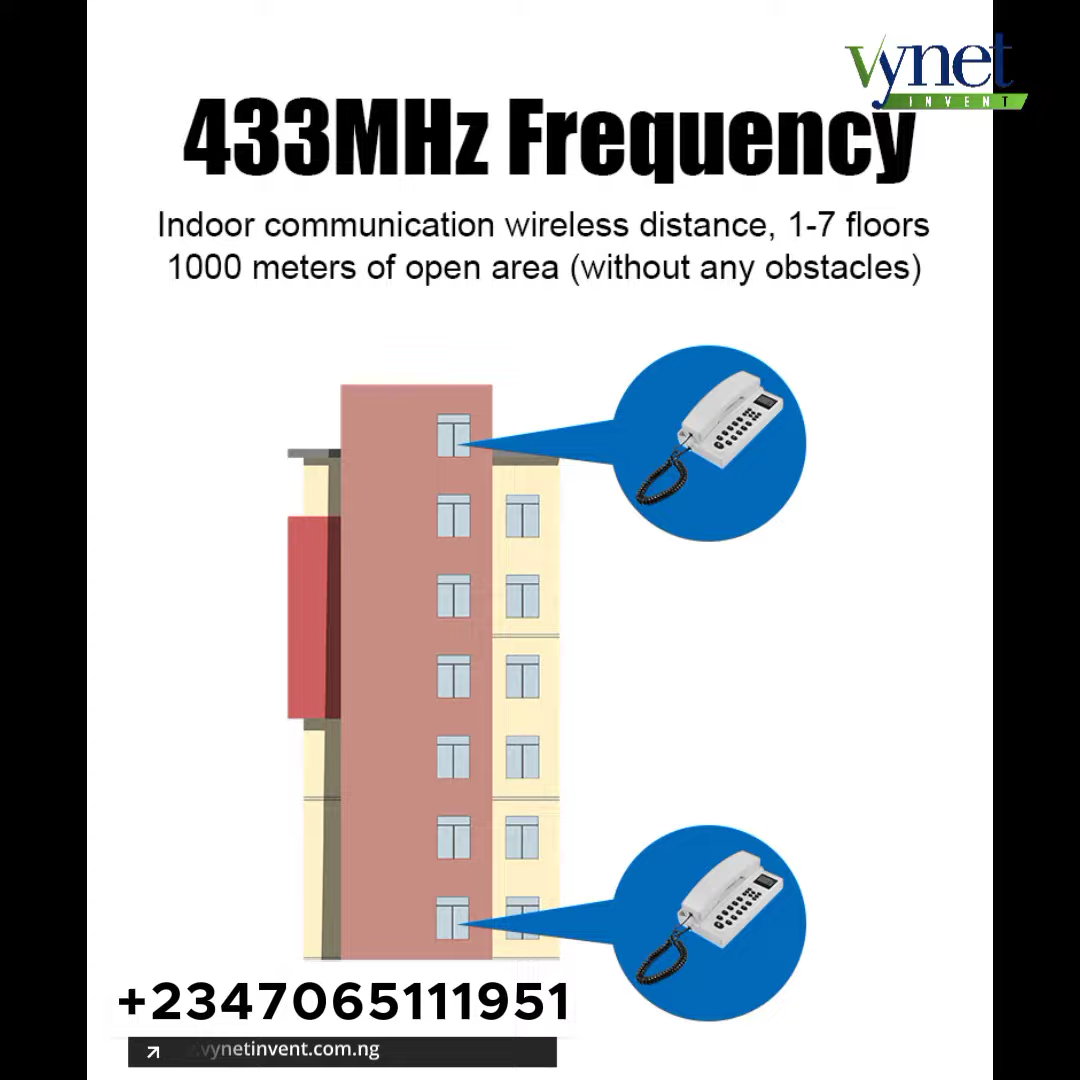 Vynet
INVENT
433MHz Frequency
Indoor communication wireless distance, 1-7 floors
1000 meters of open area (without any obstacles)
+2347065111951
.vynetinvent.com.ng